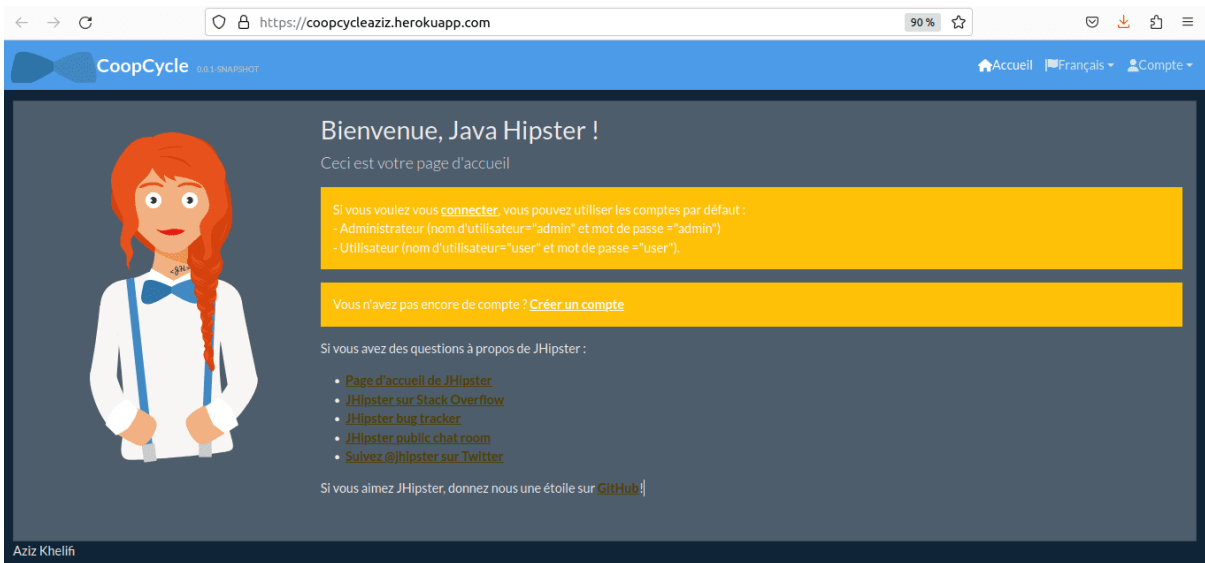 https://coopcycleaziz.herokuapp.com 90 %
CoopCycle 0.0.1-SNAPSHOT Accueil Français Compte
Bienvenue, Java Hipster !
Ceci est votre page d'accueil
Si vous voulez vous connecter, vous pouvez utiliser les comptes par défaut :
- Administrateur (nom d'utilisateur="admin" et mot de passe ="admin")
- Utilisateur (nom d'utilisateur="user" et mot de passe ="user").
Vous n'avez pas encore de compte ? Créer un compte
Si vous avez des questions à propos de JHipster :
• Page d'accueil de JHipster
• JHipster sur Stack Overflow
• JHipster bug tracker
• JHipster public chat room
• Suivez @jhipster sur Twitter
Si vous aimez JHipster, donnez nous une étoile sur GitHub !
<JH>
Aziz Khelifi